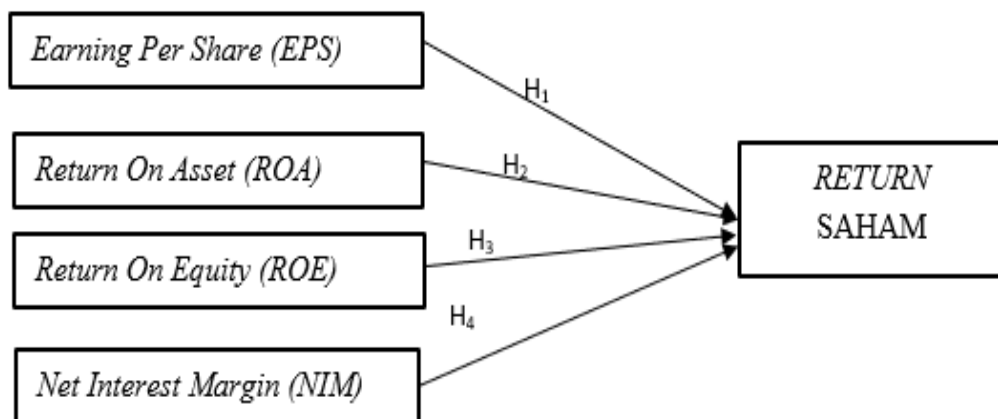 Earning Per Share (EPS)
H₁
Return On Asset (ROA)
H₂
RETURN
SAHAM
Return On Equity (ROE)
H₃
H₄
Net Interest Margin (NIM)